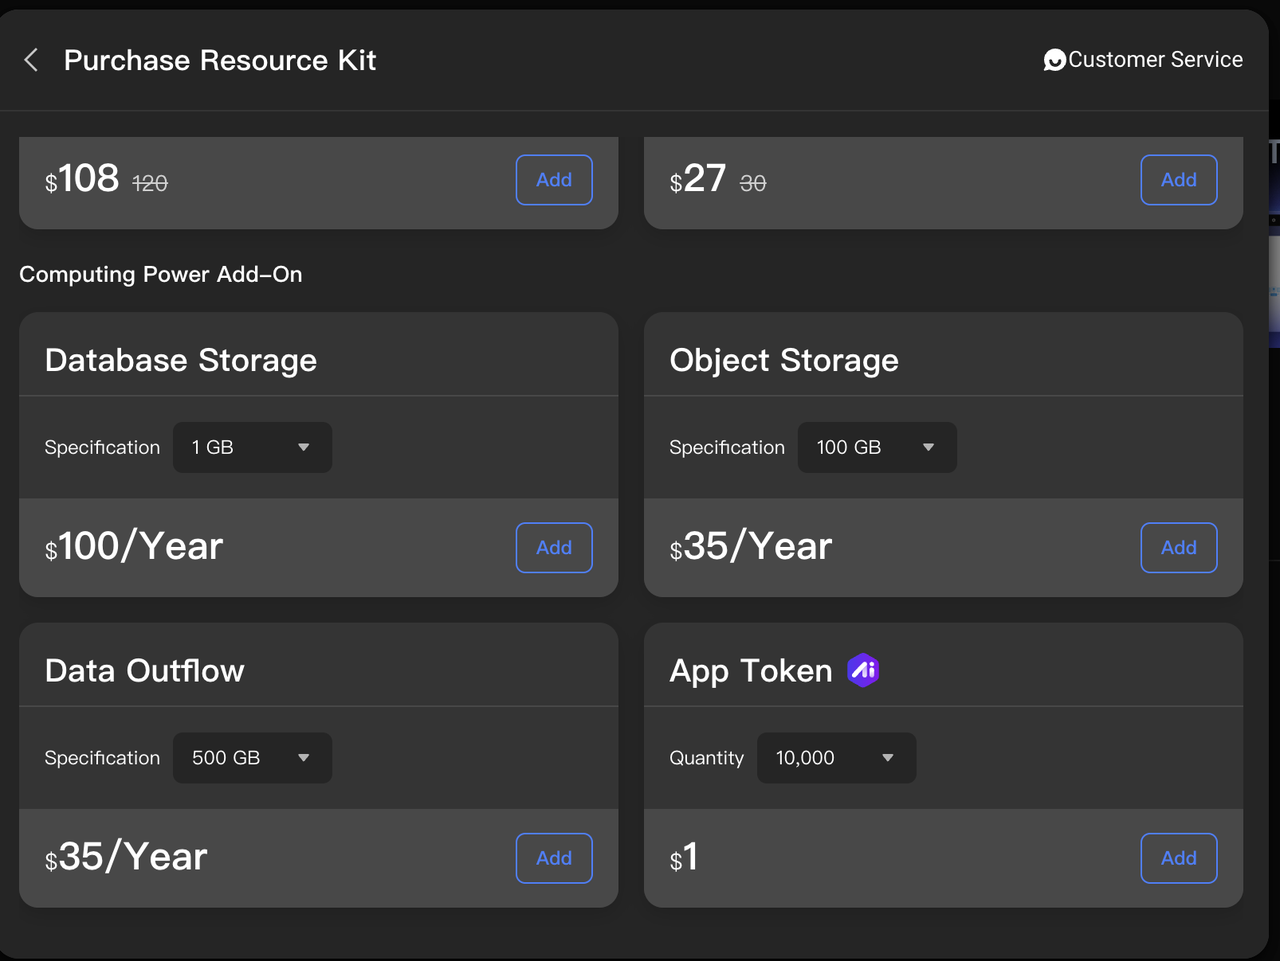 Purchase Resource Kit
Customer Service
$108 120
Add
$27 30
Add
Computing Power Add-On
Database Storage
Specification 1 GB
$100/Year
Add
Object Storage
Specification 100 GB
$35/Year
Add
Data Outflow
Specification 500 GB
$35/Year
Add
App Token Ai
Quantity 10,000
$1
Add